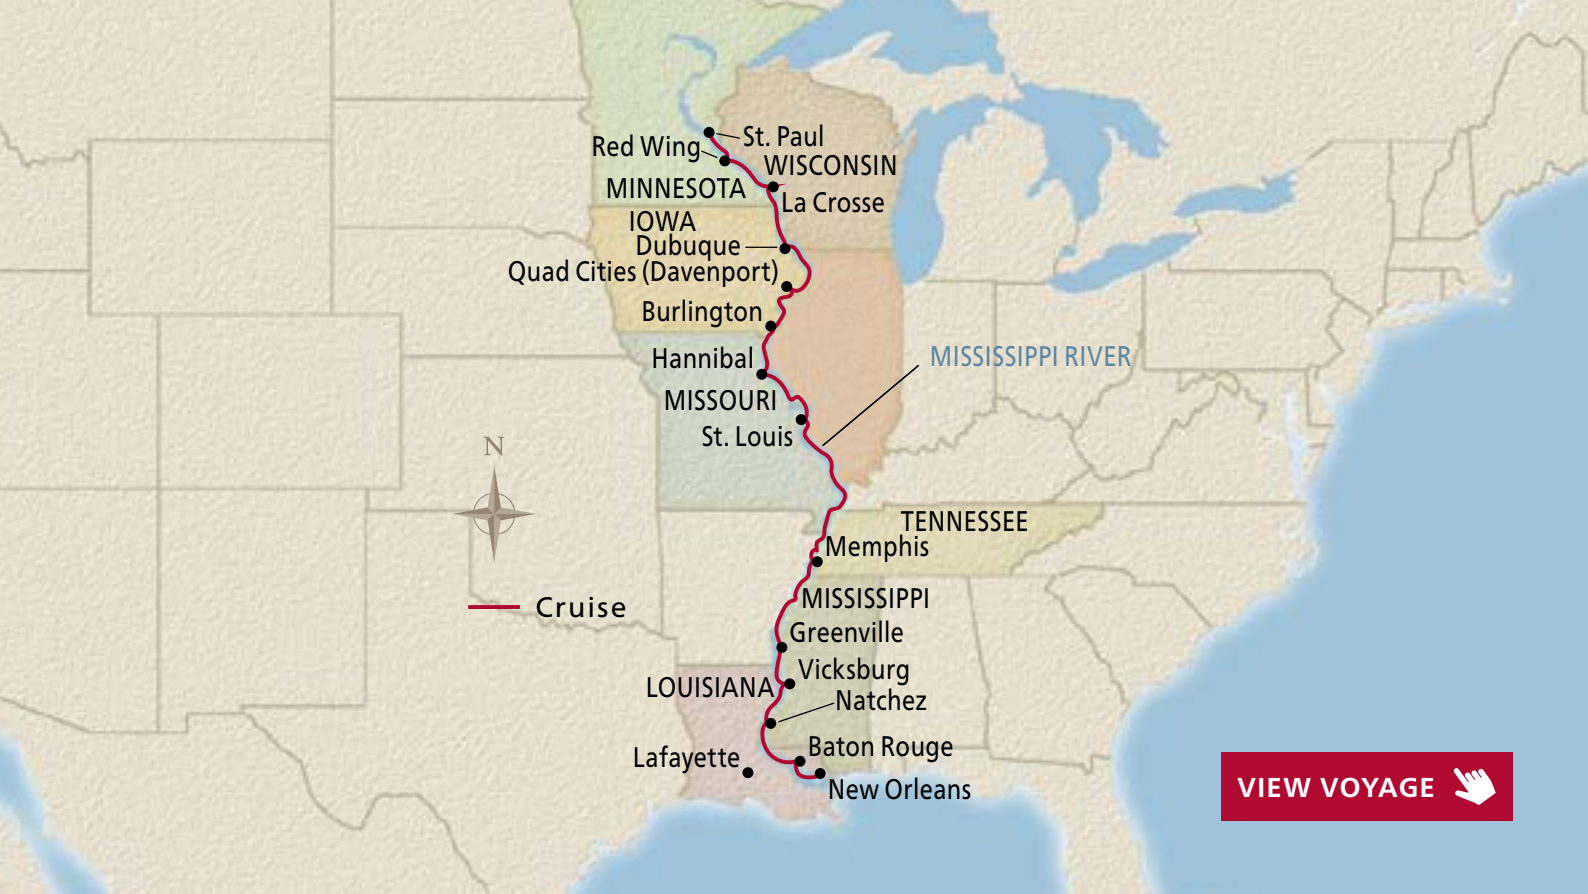 St. Paul
Red Wing
WISCONSIN
MINNESOTA
La Crosse
IOWA
Dubuque
Quad Cities (Davenport)
Burlington
Hannibal
MISSISSIPPI RIVER
MISSOURI
St. Louis
N
TENNESSEE
Memphis
MISSISSIPPI
Cruise
Greenville
Vicksburg
LOUISIANA
Natchez
Baton Rouge
Lafayette
New Orleans
VIEW VOYAGE